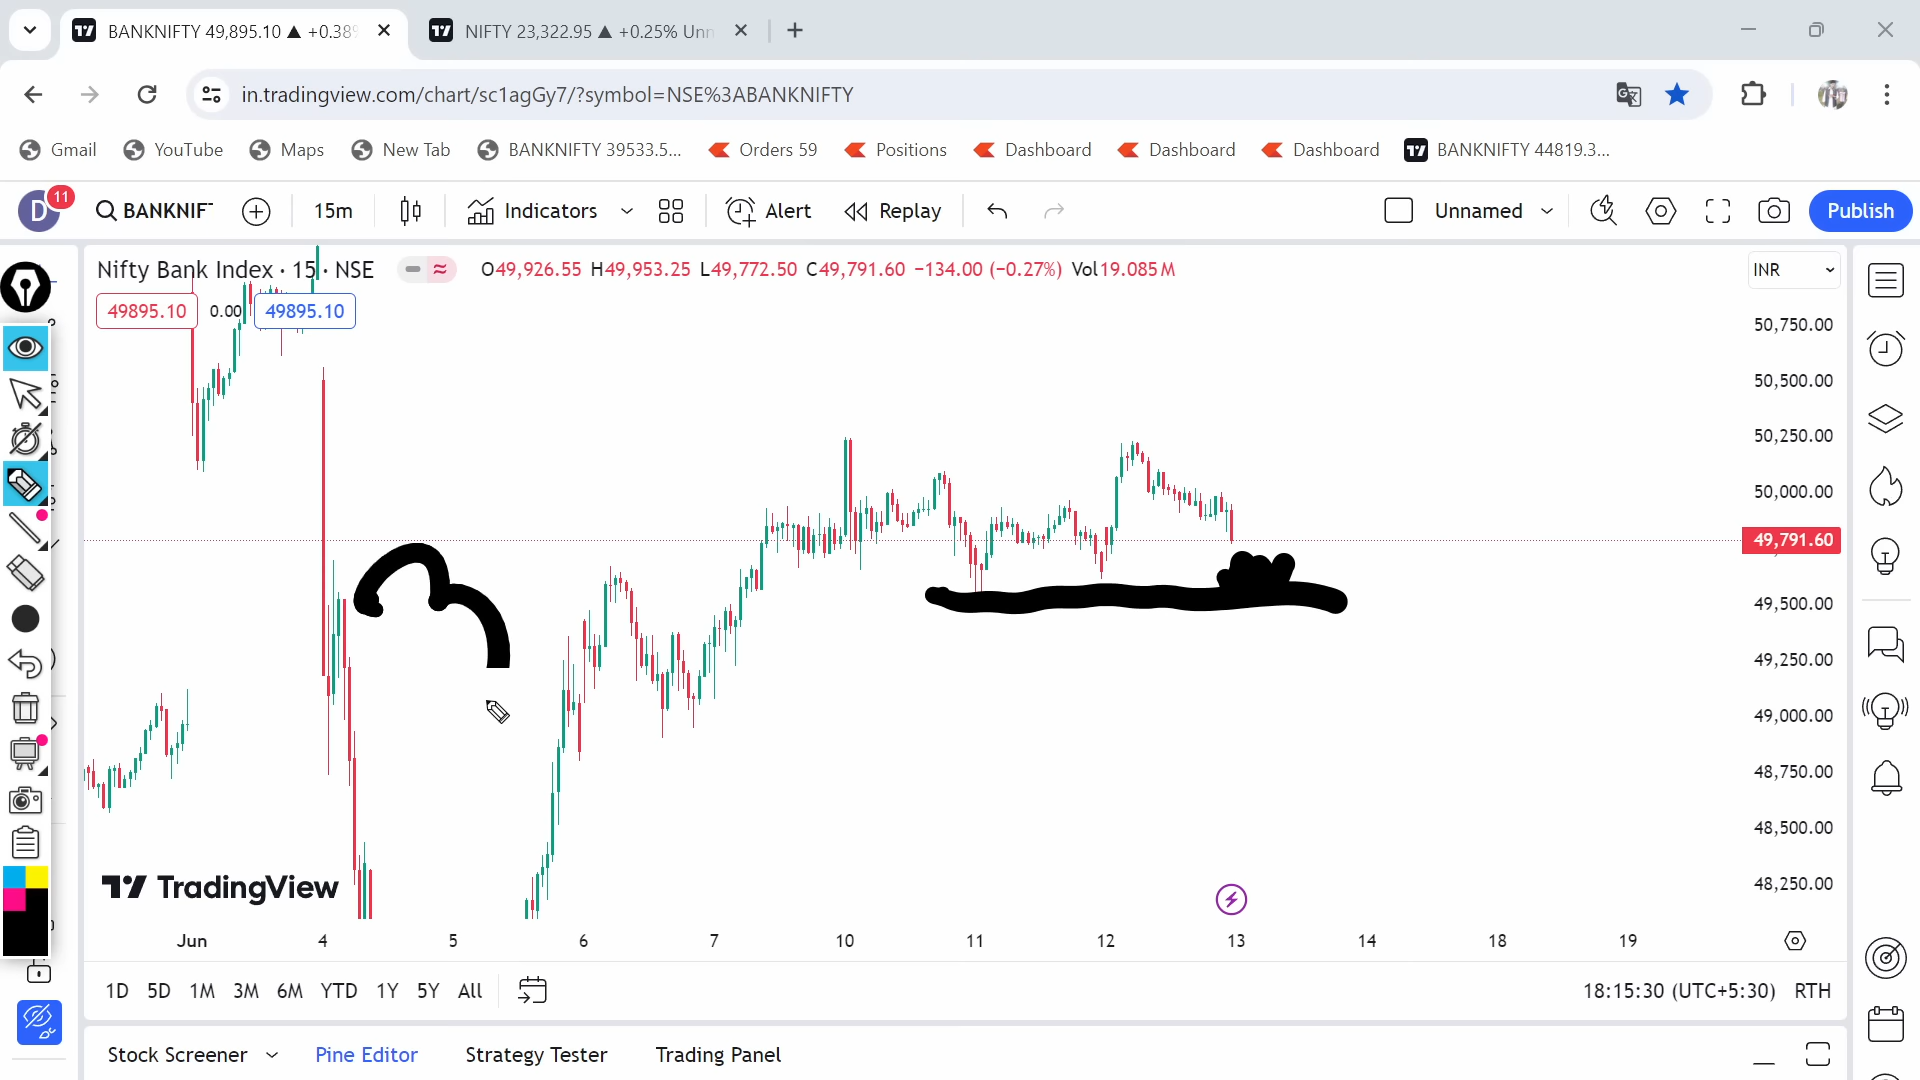 BANKNIFTY 49,895.10 ▲ +0.38% NIFTY 23,322.95 ▲ +0.25% Unn
in.tradingview.com/chart/sc1agGy7/?symbol=NSE%3ABANKNIFTY
Gmail YouTube Maps New Tab BANKNIFTY 39533.5... Orders 59 Positions Dashboard Dashboard Dashboard BANKNIFTY 44819.3...
D 11 BANKNIF 15m Indicators Alert Replay Unnamed Publish
Nifty Bank Index · 15 · NSE O49,926.55 H49,953.25 L49,772.50 C49,791.60 −134.00 (−0.27%) Vol19.085M INR
49895.10 0.00 49895.10
50,750.00
50,500.00
50,250.00
50,000.00
49,791.60
49,500.00
49,250.00
49,000.00
48,750.00
48,500.00
48,250.00
TradingView
Jun 4 5 6 7 10 11 12 13 14 18 19
1D 5D 1M 3M 6M YTD 1Y 5Y All 18:15:30 (UTC+5:30) RTH
Stock Screener Pine Editor Strategy Tester Trading Panel